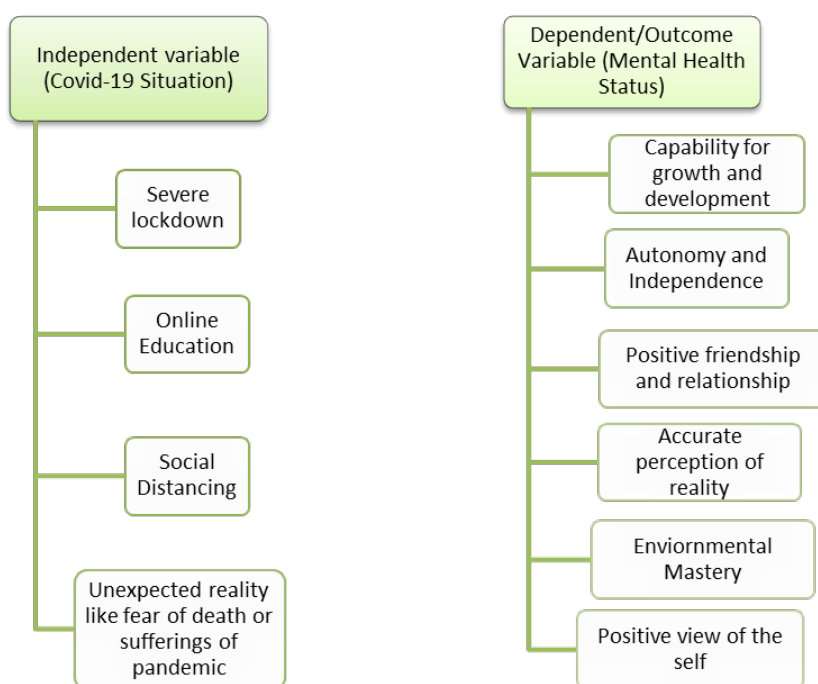 Independent variable
(Covid-19 Situation)
Severe
lockdown
Online
Education
Social
Distancing
Unexpected reality
like fear of death or
sufferings of
pandemic
Dependent/Outcome
Variable (Mental Health
Status)
Capability for
growth and
development
Autonomy and
Independence
Positive friendship
and relationship
Accurate
perception of
reality
Enviornmental
Mastery
Positive view of the
self